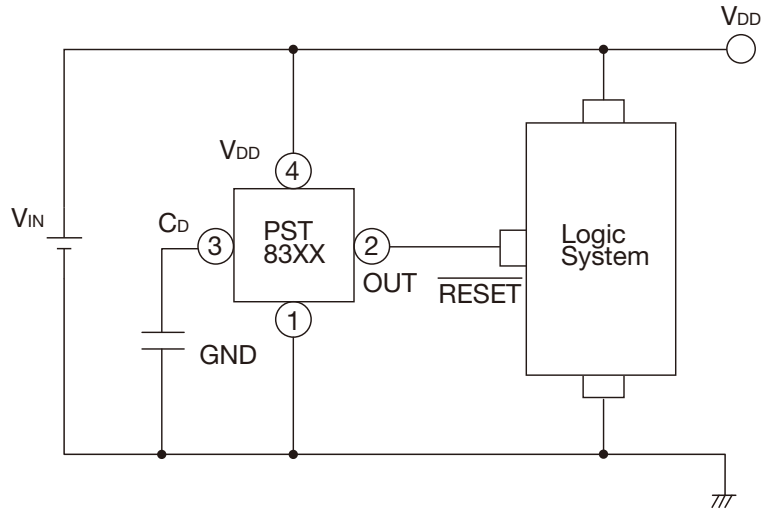 VDD
VDD
4
VIN
CD
3
PST
83XX
2
OUT
RESET
Logic
System
1
GND